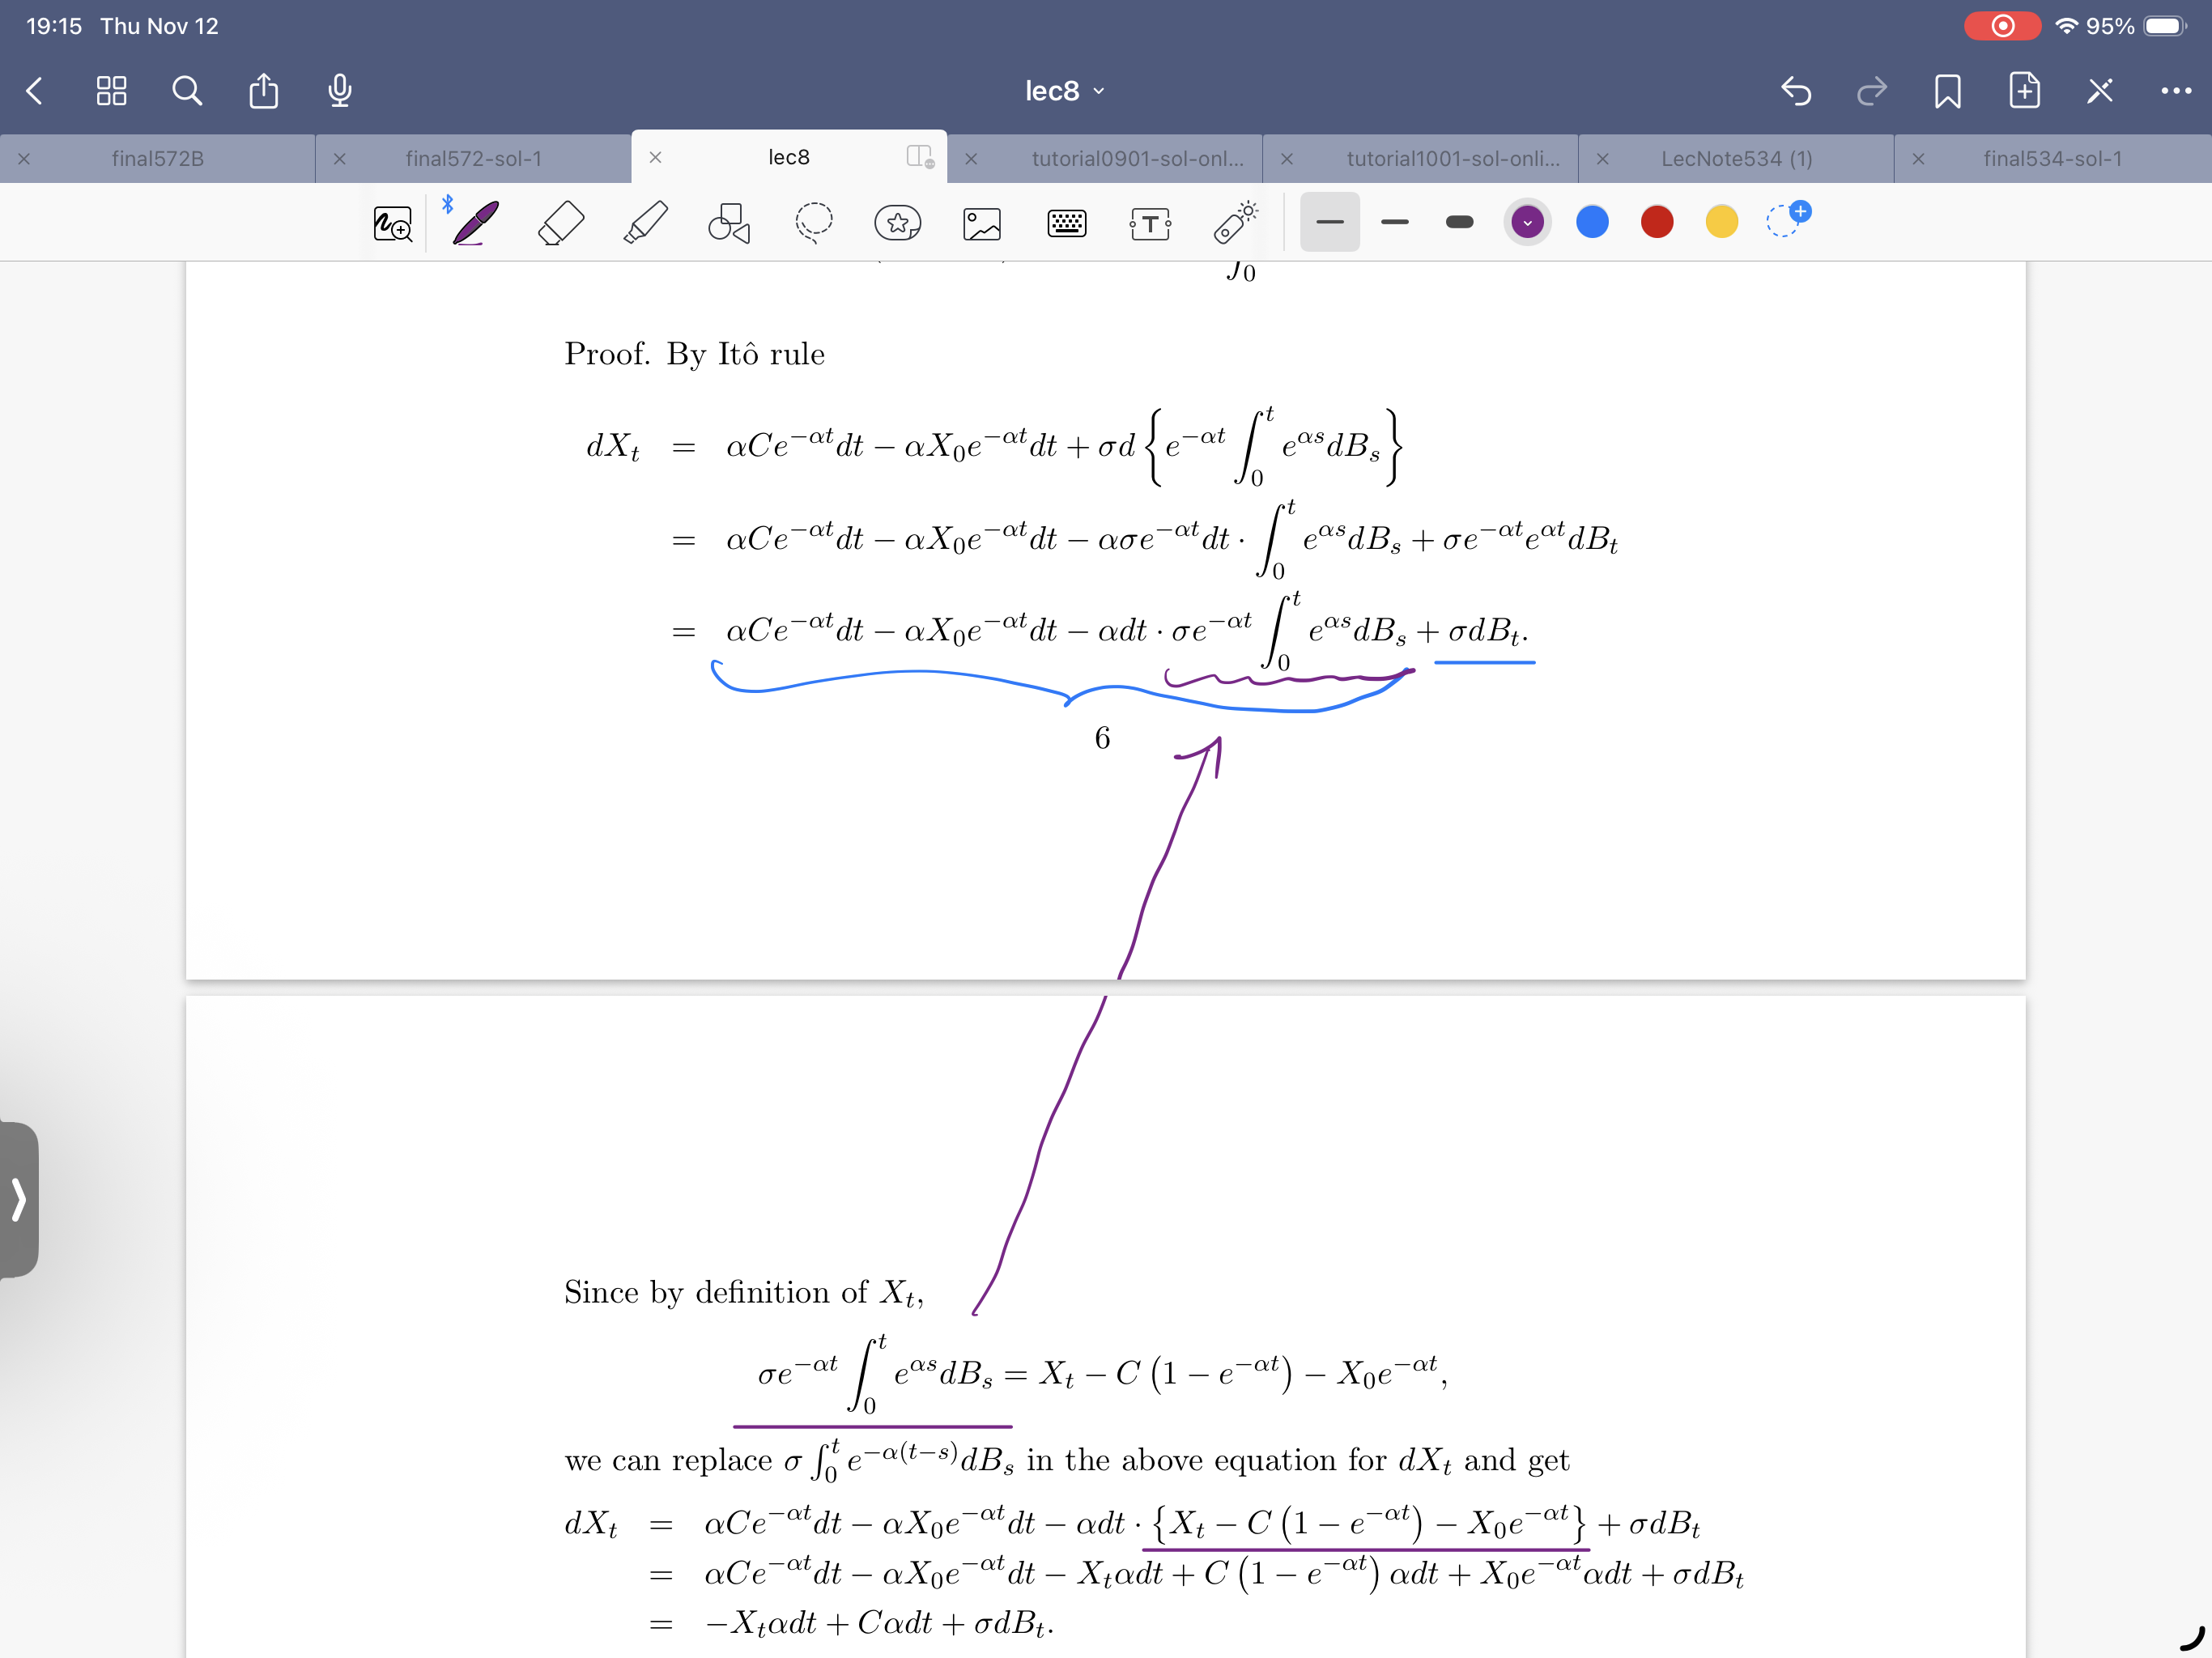 19:15 Thu Nov 12 95%
lec8
final572B final572-sol-1 lec8 tutorial0901-sol-onl... tutorial1001-sol-onli... LecNote534 (1) final534-sol-1
T
∫₀
Proof. By Itô rule
dX_t = αCe^{−αt}dt − αX_0e^{−αt}dt + σd {e^{−αt} ∫_0^t e^{αs}dB_s}
= αCe^{−αt}dt − αX_0e^{−αt}dt − ασe^{−αt}dt · ∫_0^t e^{αs}dB_s + σe^{−αt}e^{αt}dB_t
= αCe^{−αt}dt − αX_0e^{−αt}dt − αdt · σe^{−αt} ∫_0^t e^{αs}dB_s + σdB_t.
6
Since by definition of X_t,
σe^{−αt} ∫_0^t e^{αs}dB_s = X_t − C (1 − e^{−αt}) − X_0e^{−αt},
we can replace σ ∫_0^t e^{−α(t−s)}dB_s in the above equation for dX_t and get
dX_t = αCe^{−αt}dt − αX_0e^{−αt}dt − αdt · {X_t − C (1 − e^{−αt}) − X_0e^{−αt}} + σdB_t
= αCe^{−αt}dt − αX_0e^{−αt}dt − X_tαdt + C (1 − e^{−αt}) αdt + X_0e^{−αt}αdt + σdB_t
= −X_tαdt + Cαdt + σdB_t.